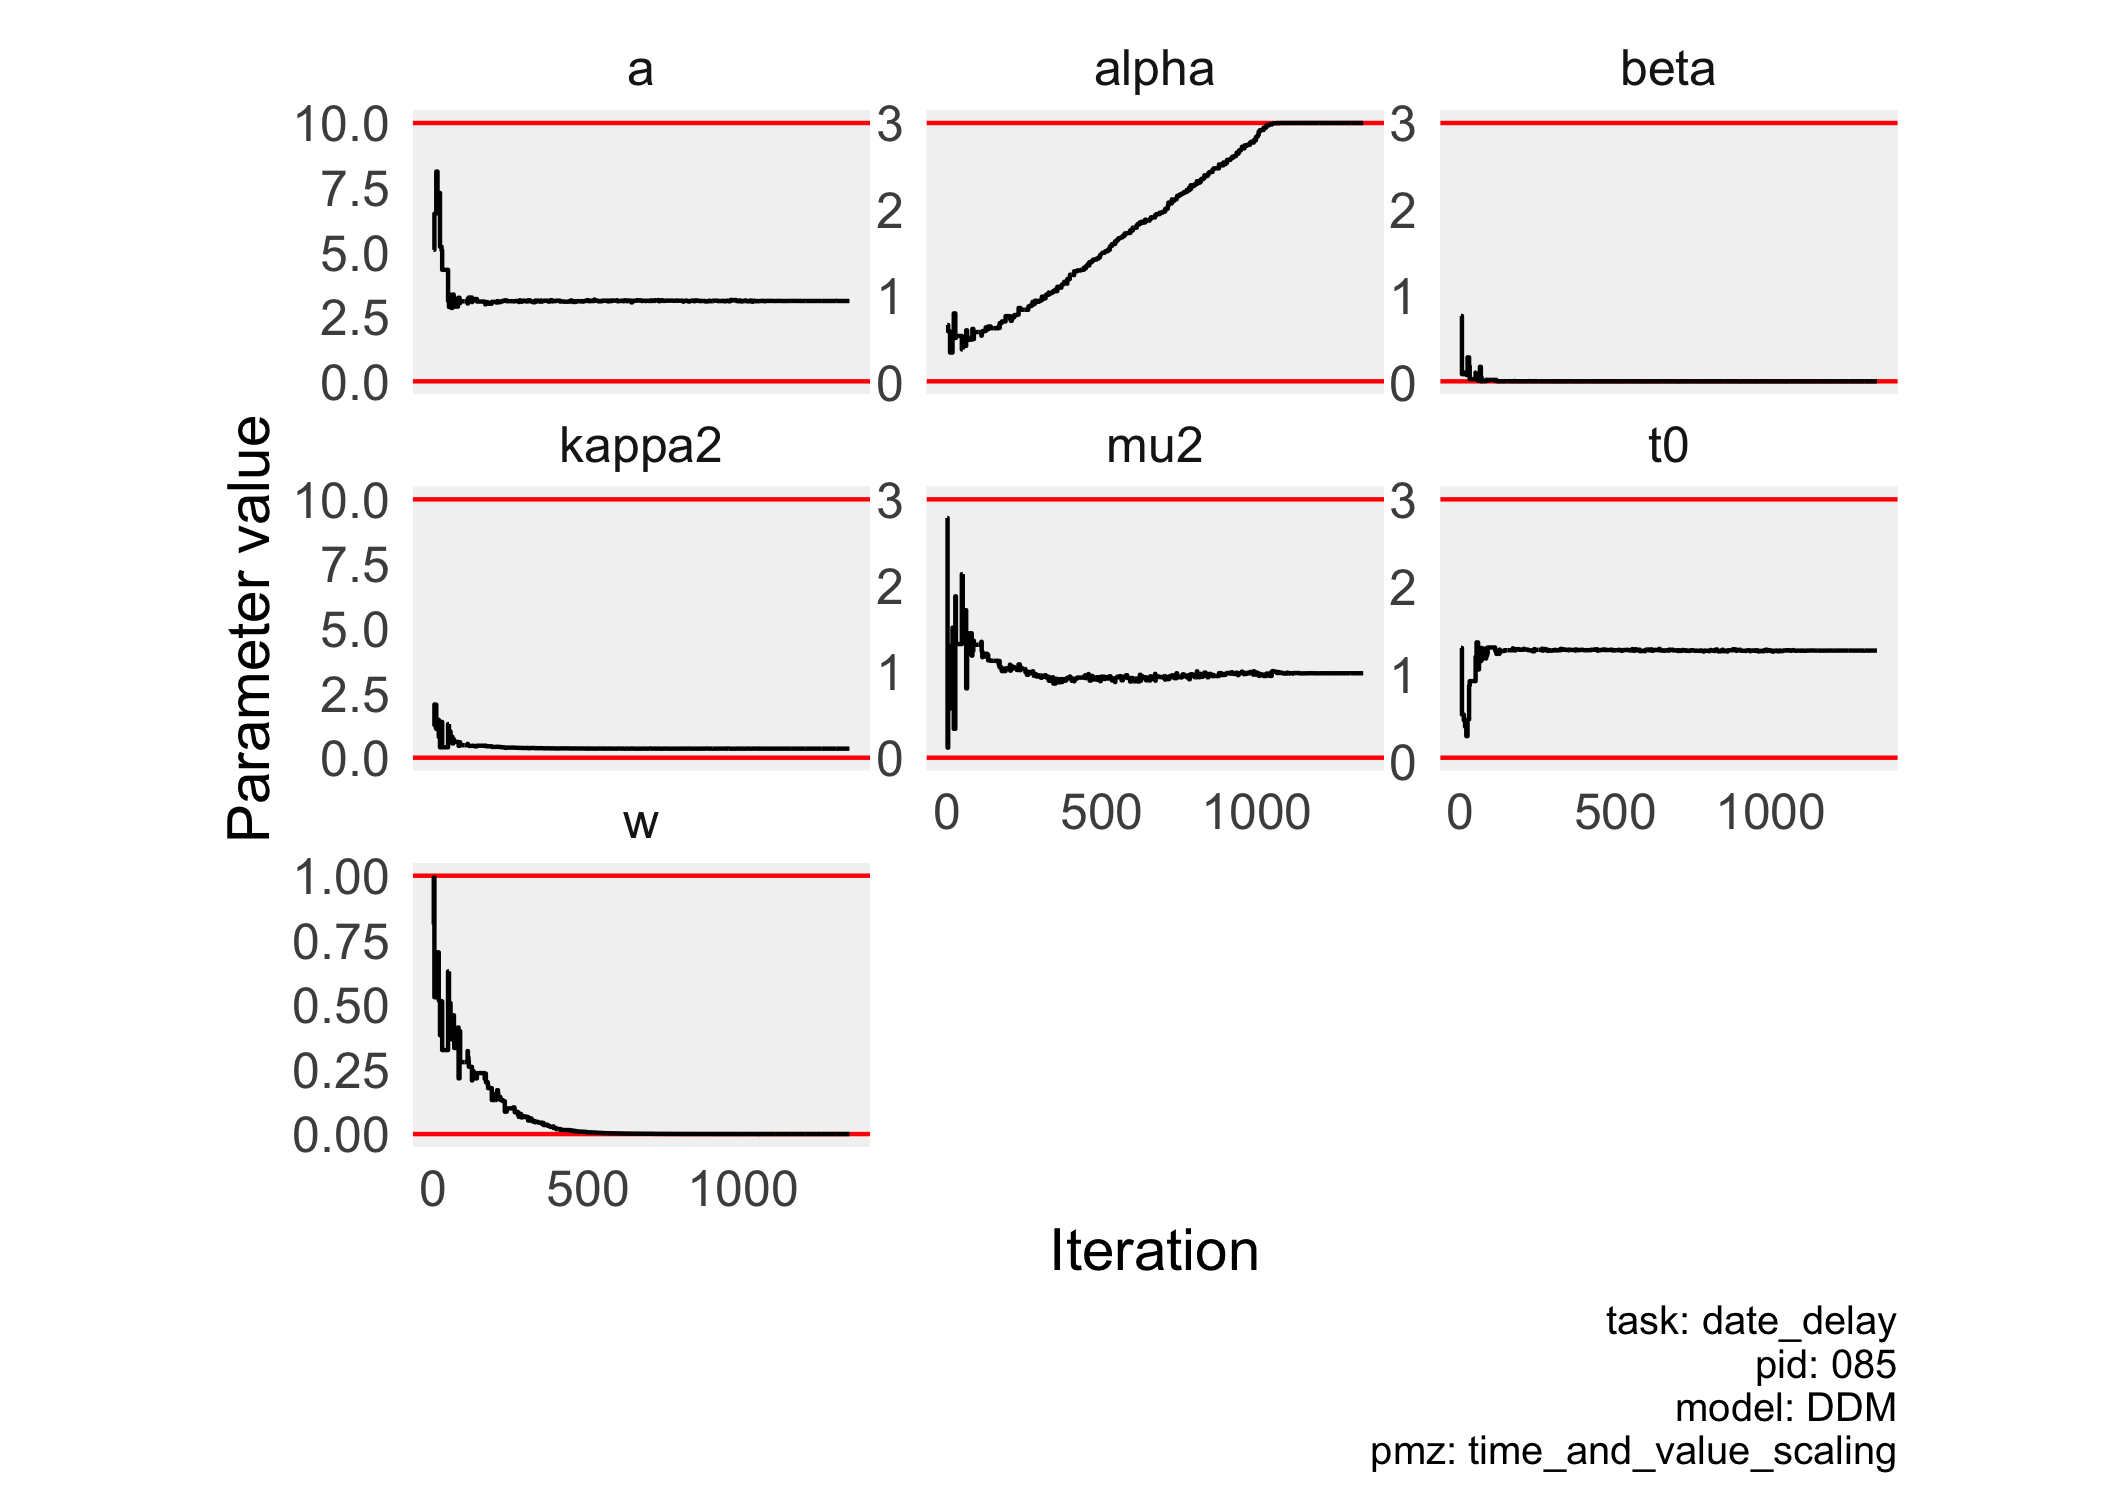 a
alpha
beta
10.0
7.5
5.0
2.5
0.0
3
2
1
0
3
2
1
0
kappa2
mu2
t0
10.0
7.5
5.0
2.5
0.0
3
2
1
0
3
2
1
0
0 500 1000
0 500 1000
w
1.00
0.75
0.50
0.25
0.00
0 500 1000
Parameter value
Iteration
task: date_delay
pid: 085
model: DDM
pmz: time_and_value_scaling